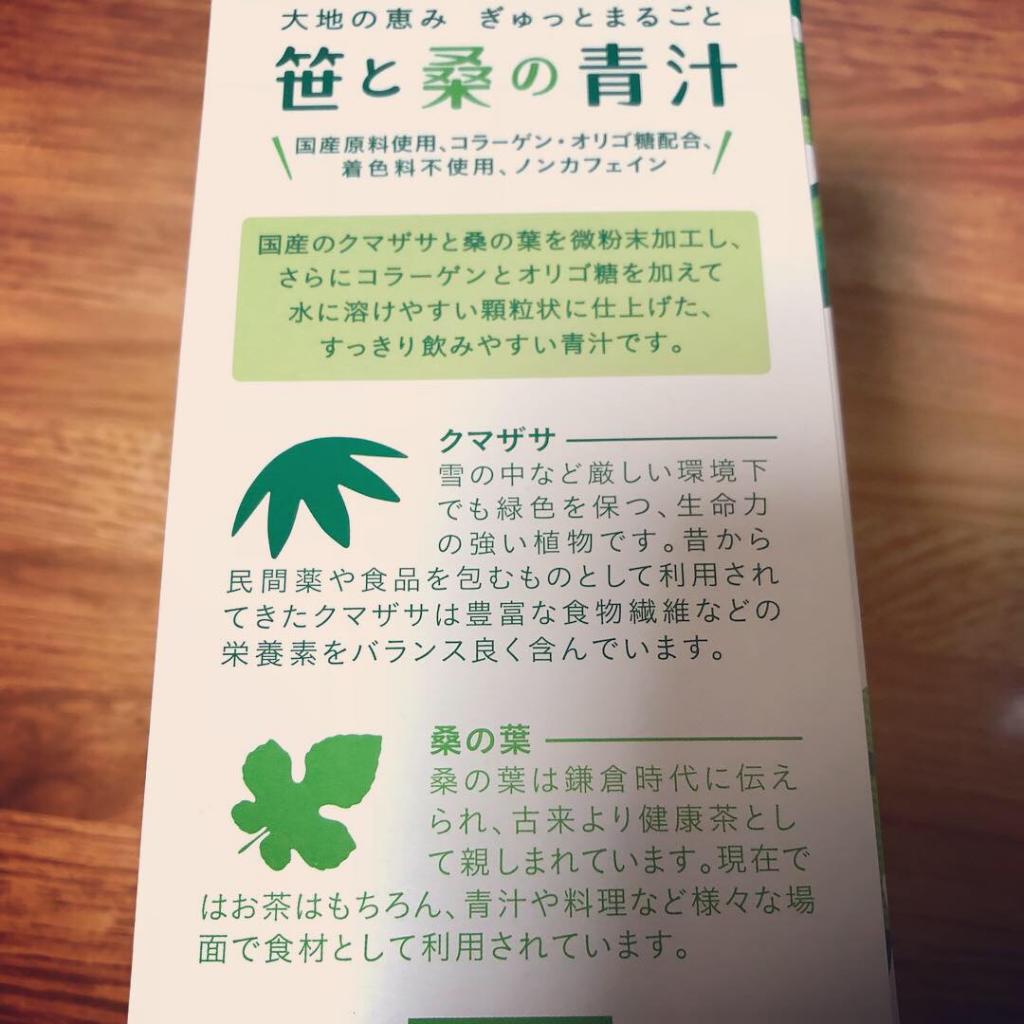 大地の恵み ぎゅっとまるごと
笹と桑の青汁
国産原料使用、コラーゲン・オリゴ糖配合、
着色料不使用、ノンカフェイン
国産のクマザサと桑の葉を微粉末加工し、
さらにコラーゲンとオリゴ糖を加えて
水に溶けやすい顆粒状に仕上げた、
すっきり飲みやすい青汁です。
クマザサ
雪の中など厳しい環境下
でも緑色を保つ、生命力
の強い植物です。昔から
民間薬や食品を包むものとして利用され
てきたクマザサは豊富な食物繊維などの
栄養素をバランス良く含んでいます。
桑の葉
桑の葉は鎌倉時代に伝え
られ、古来より健康茶とし
て親しまれています。現在で
はお茶はもちろん、青汁や料理など様々な場
面で食材として利用されています。